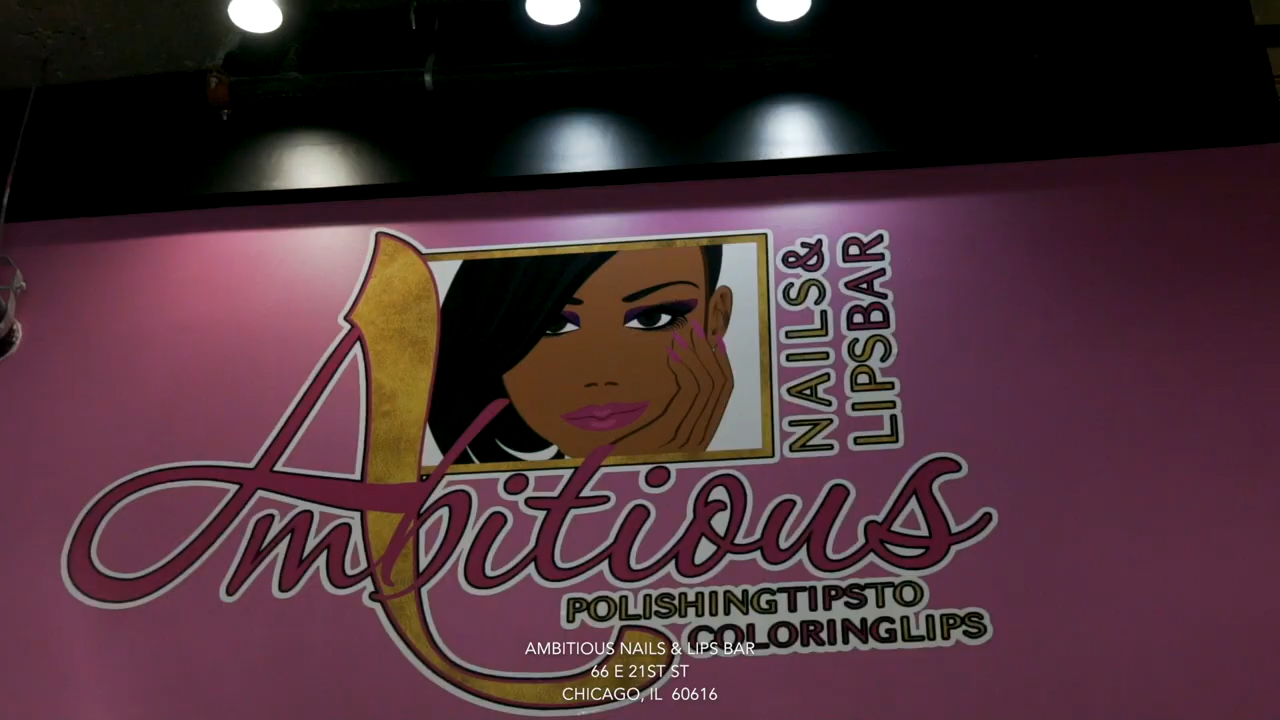 Ambitious
NAILS&
LIPSBAR
POLISHINGTIPSTO
COLORINGLIPS
AMBITIOUS NAILS & LIPS BAR
66 E 21ST ST
CHICAGO, IL 60616